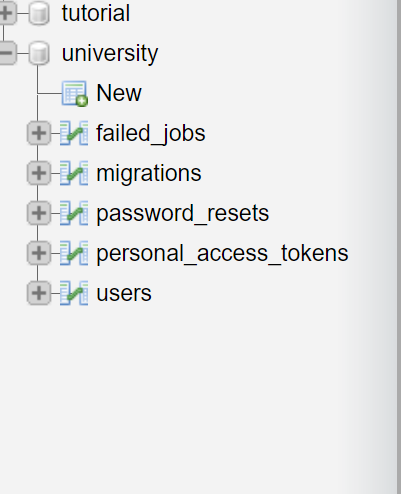 tutorial
university
New
failed_jobs
migrations
password_resets
personal_access_tokens
users